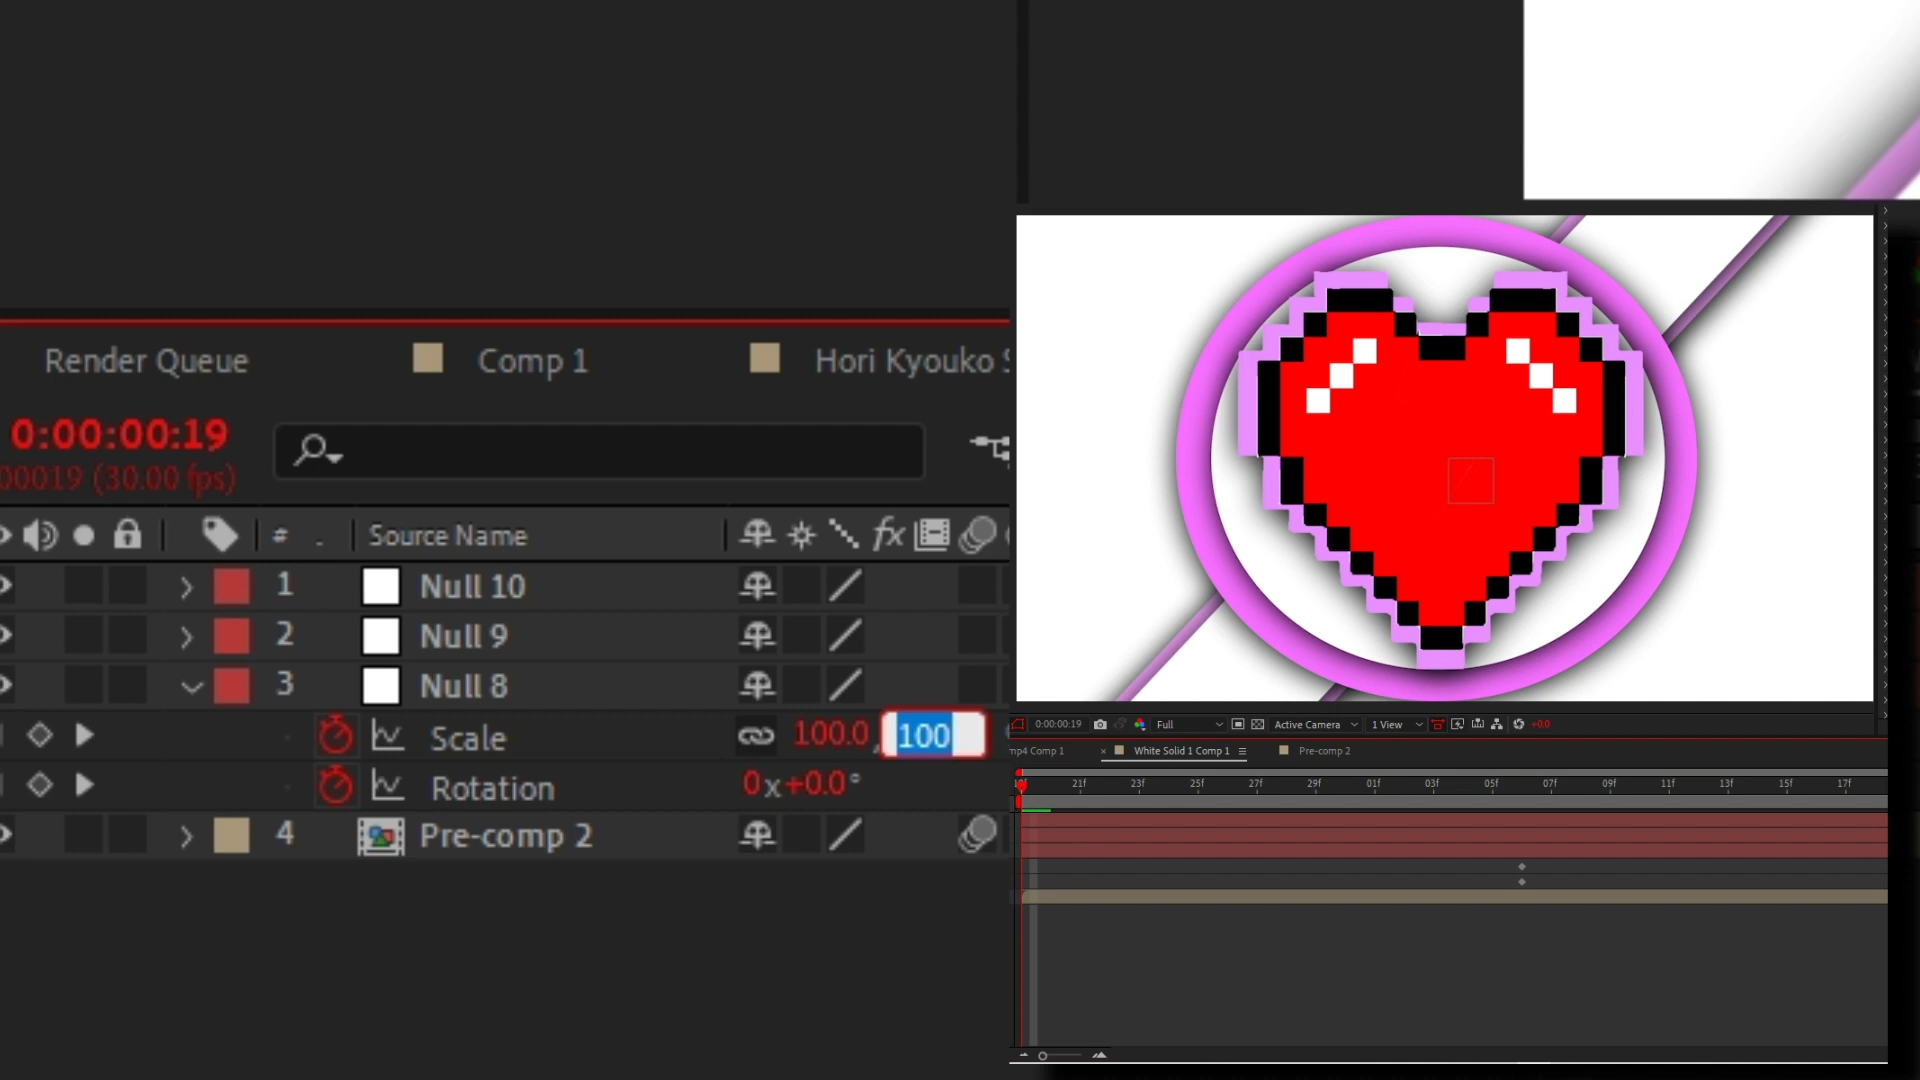 Render Queue Comp 1 Hori Kyouko
0:00:00:19
00019 (30.00 fps)
# . Source Name fx
1 Null 10
2 Null 9
3 Null 8
Scale 100.0, 100
Rotation 0x+0.0°
4 Pre-comp 2
0:00:00:19 Full Active Camera 1 View +0.0
mp4 Comp 1 × White Solid 1 Comp 1 Pre-comp 2
21f 23f 25f 27f 29f 01f 03f 05f 07f 09f 11f 13f 15f 17f